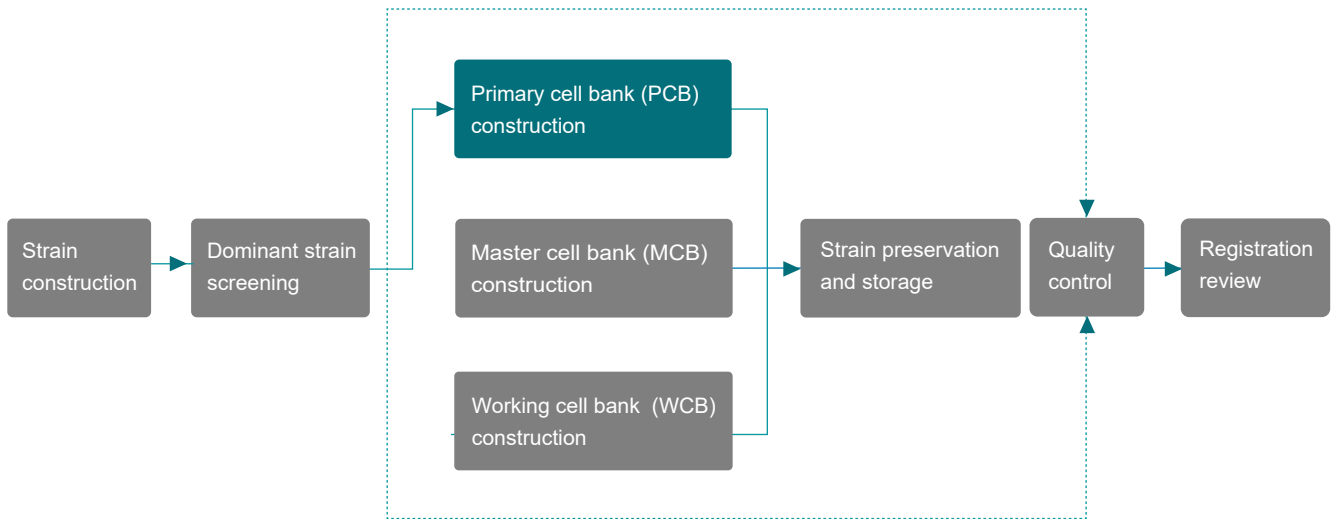 Strain
construction
Dominant strain
screening
Primary cell bank (PCB)
construction
Master cell bank (MCB)
construction
Working cell bank  (WCB)
construction
Strain preservation
and storage
Quality
control
Registration
review